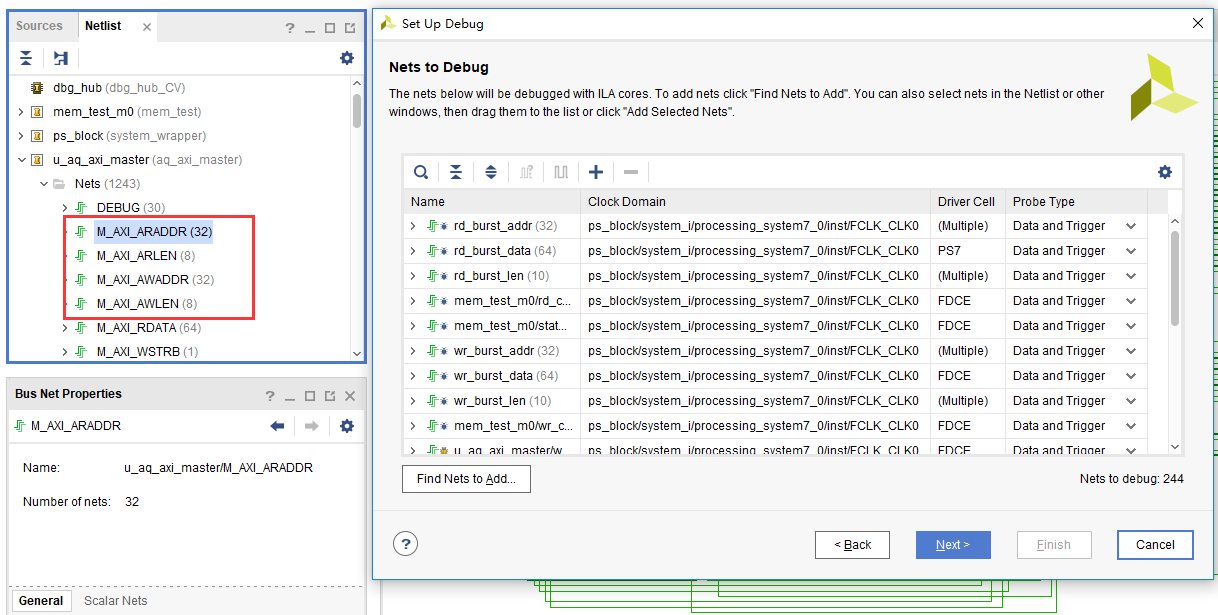 Sources
Netlist
dbg_hub (dbg_hub_CV)
mem_test_m0 (mem_test)
ps_block (system_wrapper)
u_aq_axi_master (aq_axi_master)
Nets (1243)
DEBUG (30)
M_AXI_ARADDR (32)
M_AXI_ARLEN (8)
M_AXI_AWADDR (32)
M_AXI_AWLEN (8)
M_AXI_RDATA (64)
M_AXI_WSTRB (1)
Bus Net Properties
M_AXI_ARADDR
Name: u_aq_axi_master/M_AXI_ARADDR
Number of nets: 32
General
Scalar Nets
Set Up Debug
Nets to Debug
The nets below will be debugged with ILA cores. To add nets click "Find Nets to Add". You can also select nets in the Netlist or other
windows, then drag them to the list or click "Add Selected Nets".
Name Clock Domain Driver Cell Probe Type
rd_burst_addr (32) ps_block/system_i/processing_system7_0/inst/FCLK_CLK0 (Multiple) Data and Trigger
rd_burst_data (64) ps_block/system_i/processing_system7_0/inst/FCLK_CLK0 PS7 Data and Trigger
rd_burst_len (10) ps_block/system_i/processing_system7_0/inst/FCLK_CLK0 (Multiple) Data and Trigger
mem_test_m0/rd_c... ps_block/system_i/processing_system7_0/inst/FCLK_CLK0 FDCE Data and Trigger
mem_test_m0/stat... ps_block/system_i/processing_system7_0/inst/FCLK_CLK0 FDCE Data and Trigger
wr_burst_addr (32) ps_block/system_i/processing_system7_0/inst/FCLK_CLK0 (Multiple) Data and Trigger
wr_burst_data (64) ps_block/system_i/processing_system7_0/inst/FCLK_CLK0 FDCE Data and Trigger
wr_burst_len (10) ps_block/system_i/processing_system7_0/inst/FCLK_CLK0 (Multiple) Data and Trigger
mem_test_m0/wr_c... ps_block/system_i/processing_system7_0/inst/FCLK_CLK0 FDCE Data and Trigger
u_aq_axi_master/w ps_block/system_i/processing_system7_0/inst/FCLK_CLK0 FDCE Data and Trigger
Find Nets to Add...
Nets to debug: 244
< Back
Next >
Finish
Cancel